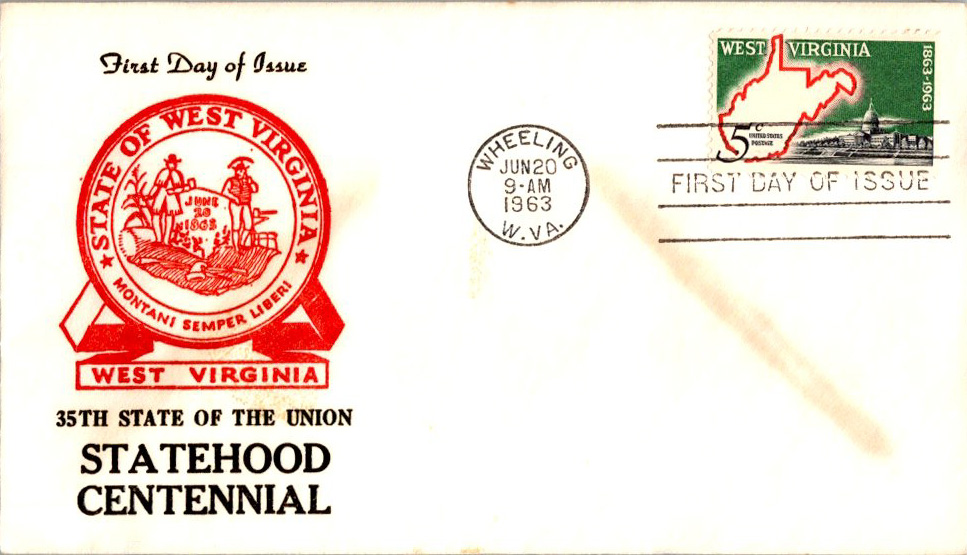 First Day of Issue
STATE OF WEST VIRGINIA
JUNE
20
1863
MONTANI SEMPER LIBERI
WEST VIRGINIA
35TH STATE OF THE UNION
STATEHOOD
CENTENNIAL
WHEELING
JUN 20
9-AM
1963
W. VA.
WEST VIRGINIA
1863-1963
5c
UNITED STATES
POSTAGE
FIRST DAY OF ISSUE